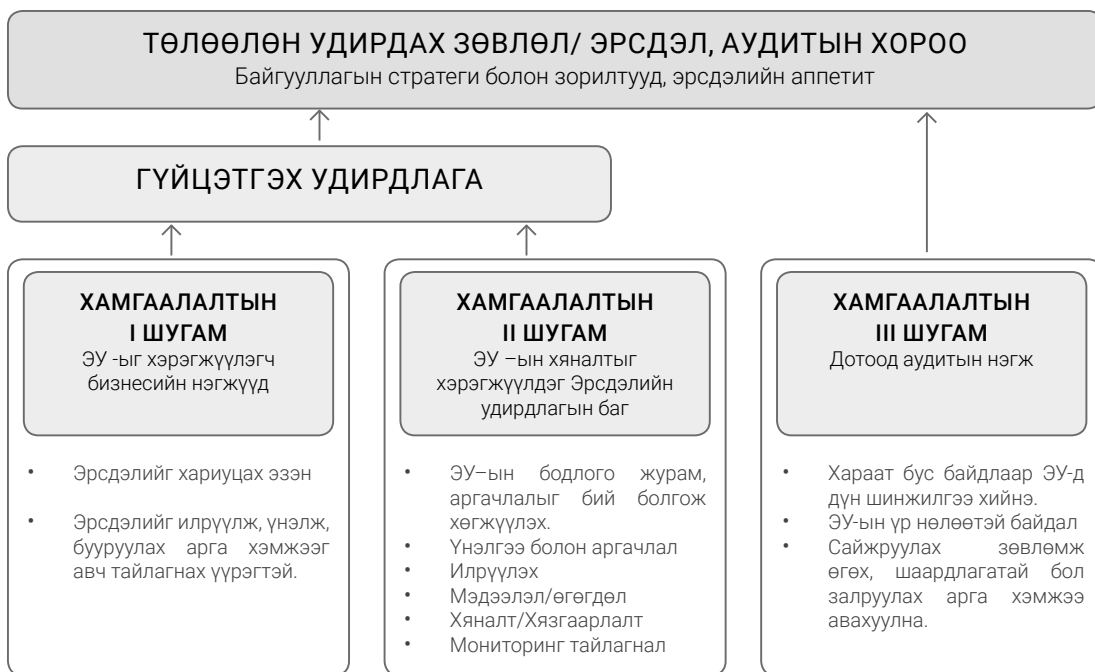 ТӨЛӨӨЛӨН УДИРДАХ ЗӨВЛӨЛ/ ЭРСДЭЛ, АУДИТЫН ХОРОО
Байгууллагын стратеги болон зорилтууд, эрсдэлийн аппетит
ГҮЙЦЭТГЭХ УДИРДЛАГА
ХАМГААЛАЛТЫН
I ШУГАМ
ЭУ -ыг хэрэгжүүлэгч
бизнесийн нэгжүүд
• Эрсдэлийг хариуцах эзэн
• Эрсдэлийг илрүүлж, үнэлж,
бууруулах арга хэмжээг
авч тайлагнах үүрэгтэй.
ХАМГААЛАЛТЫН
II ШУГАМ
ЭУ –ын хяналтыг
хэрэгжүүлдэг Эрсдэлийн
удирдлагын баг
• ЭУ–ын бодлого журам,
аргачлалыг бий болгож
хөгжүүлэх.
• Үнэлгээ болон аргачлал
• Илрүүлэх
• Мэдээлэл/өгөгдөл
• Хяналт/Хязгаарлалт
• Мониторинг тайлагнал
ХАМГААЛАЛТЫН
III ШУГАМ
Дотоод аудитын нэгж
• Хараат бус байдлаар ЭУ-д
дүн шинжилгээ хийнэ.
• ЭУ-ын үр нөлөөтэй байдал
• Сайжруулах зөвлөмж
өгөх, шаардлагатай бол
залруулах арга хэмжээ
авахуулна.